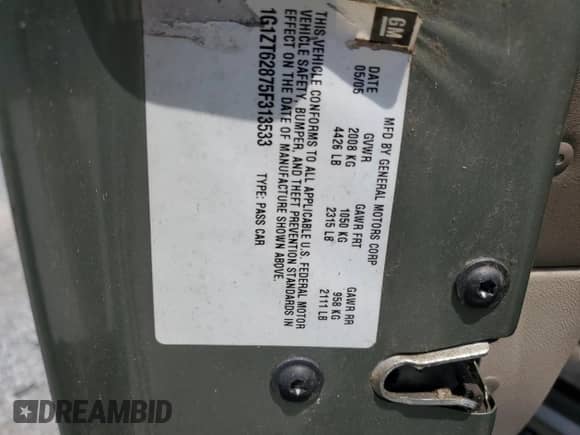 GM
MFD BY GENERAL MOTORS CORP
DATE GVWR GAWR FRT GAWR RR
05/05 2008 KG 1050 KG 958 KG
4426 LB 2315 LB 2111 LB
THIS VEHICLE CONFORMS TO ALL APPLICABLE U.S. FEDERAL MOTOR
VEHICLE SAFETY, BUMPER, AND THEFT PREVENTION STANDARDS IN
EFFECT ON THE DATE OF MANUFACTURE SHOWN ABOVE.
1G1ZT62875F313533 TYPE: PASS CAR
DREAMBID